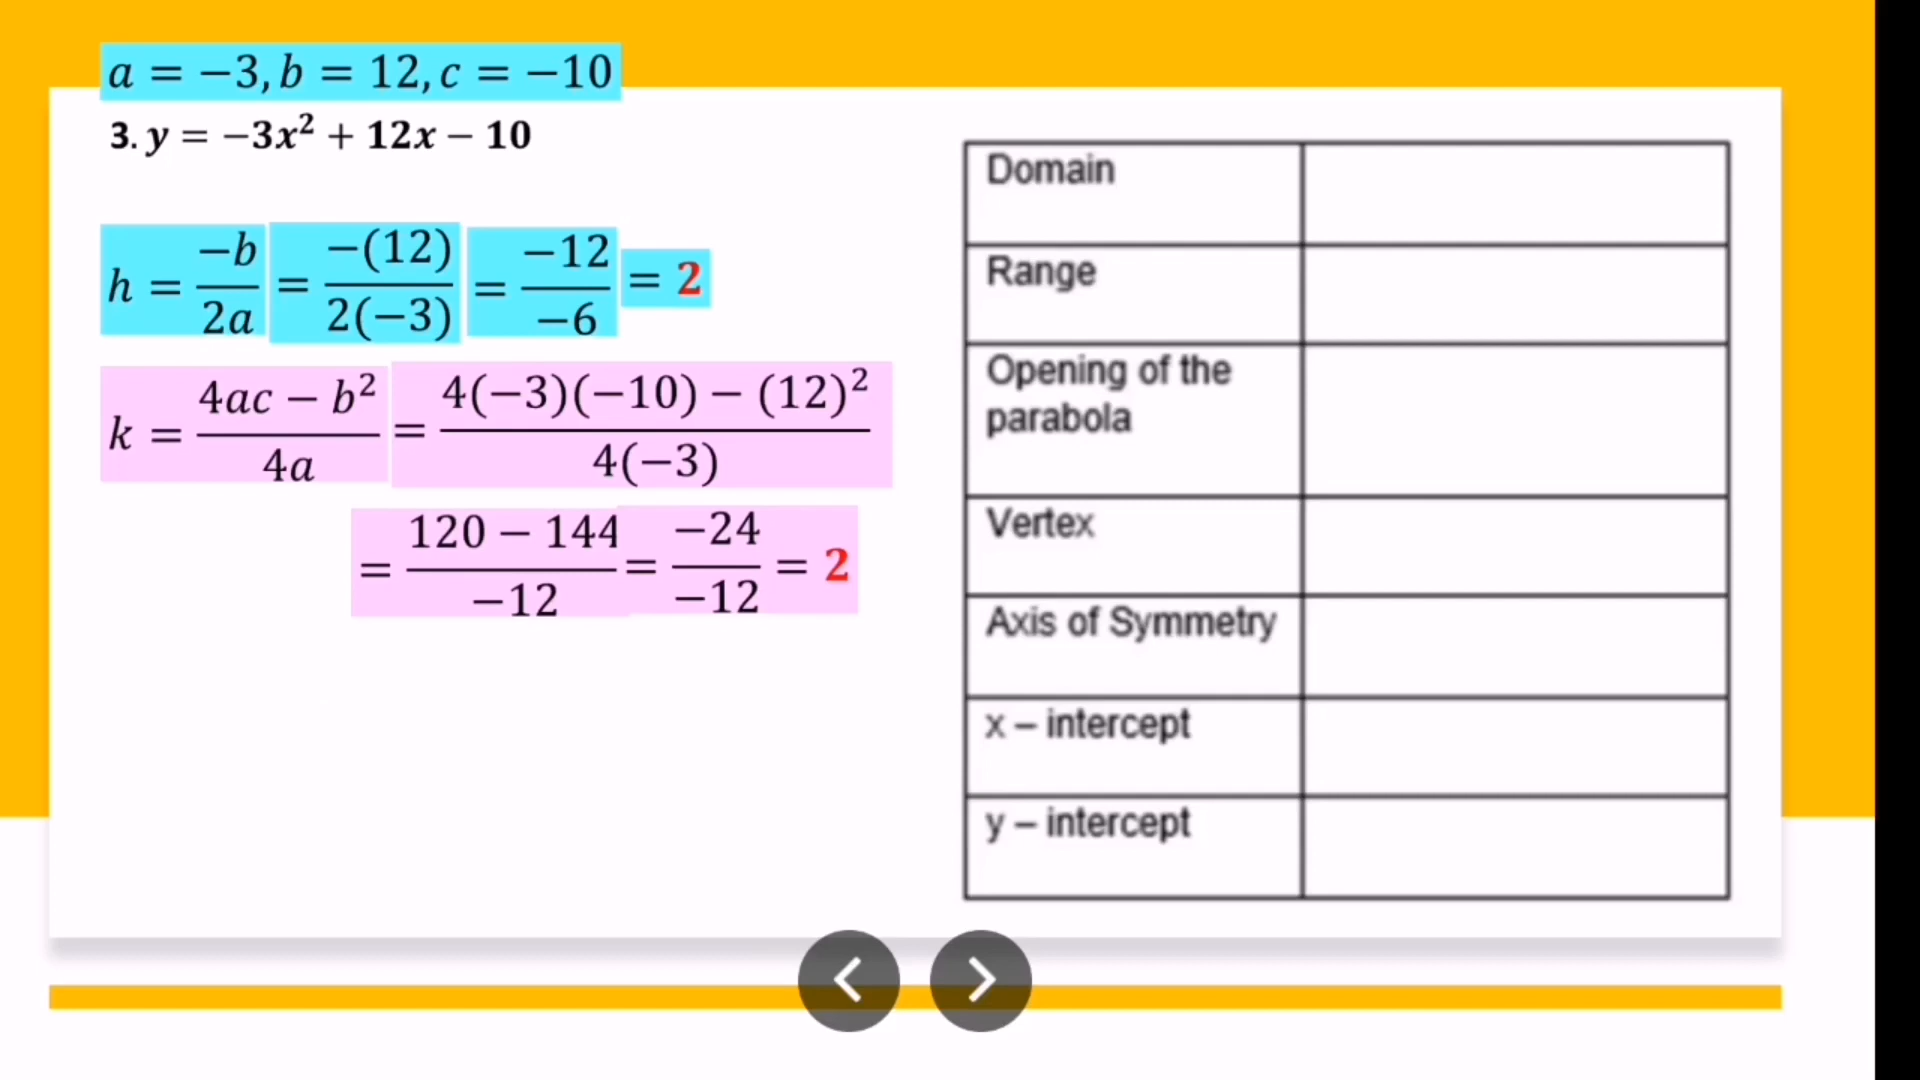 a = −3, b = 12, c = −10
3. y = −3x² + 12x − 10
h = −b/2a = −(12)/2(−3) = −12/−6 = 2
k = 4ac − b²/4a = 4(−3)(−10) − (12)²/4(−3)
= 120 − 144/−12 = −24/−12 = 2
Domain
Range
Opening of the
parabola
Vertex
Axis of Symmetry
x – intercept
y – intercept